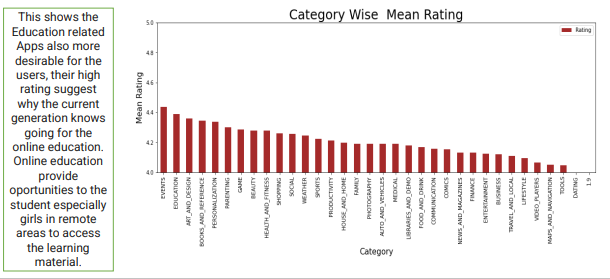 This shows the
Education related
Apps also more
desirable for the
users, their high
rating suggest
why the current
generation knows
going for the
online education.
Online education
provide
oportunities to the
student especially
girls in remote
areas to access
the learning
material.
Category Wise  Mean Rating
Rating
Mean Rating
5.0
4.8
4.6
4.4
4.2
4.0
EVENTS
EDUCATION
ART_AND_DESIGN
BOOKS_AND_REFERENCE
PERSONALIZATION
PARENTING
GAME
BEAUTY
HEALTH_AND_FITNESS
SHOPPING
SOCIAL
WEATHER
SPORTS
PRODUCTIVITY
HOUSE_AND_HOME
FAMILY
PHOTOGRAPHY
AUTO_AND_VEHICLES
MEDICAL
LIBRARIES_AND_DEMO
FOOD_AND_DRINK
COMMUNICATION
COMICS
NEWS_AND_MAGAZINES
FINANCE
ENTERTAINMENT
BUSINESS
TRAVEL_AND_LOCAL
LIFESTYLE
VIDEO_PLAYERS
MAPS_AND_NAVIGATION
TOOLS
DATING
1.9
Category